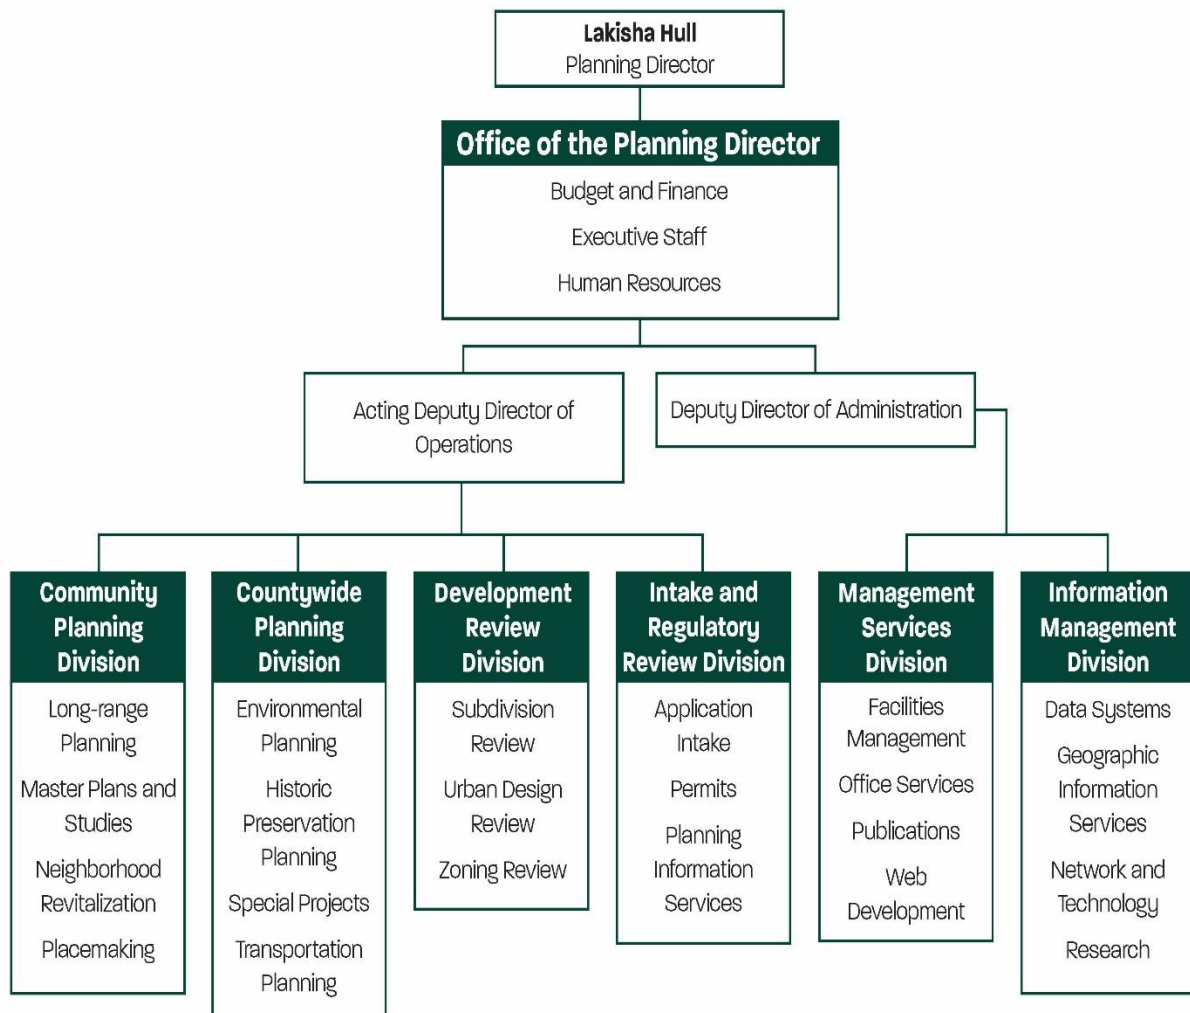 Lakisha Hull
Planning Director
Office of the Planning Director
Budget and Finance
Executive Staff
Human Resources
Acting Deputy Director of
Operations
Deputy Director of Administration
Community
Planning
Division
Long-range
Planning
Master Plans and
Studies
Neighborhood
Revitalization
Placemaking
Countywide
Planning
Division
Environmental
Planning
Historic
Preservation
Planning
Special Projects
Transportation
Planning
Development
Review
Division
Subdivision
Review
Urban Design
Review
Zoning Review
Intake and
Regulatory
Review Division
Application
Intake
Permits
Planning
Information
Services
Management
Services
Division
Facilities
Management
Office Services
Publications
Web
Development
Information
Management
Division
Data Systems
Geographic
Information
Services
Network and
Technology
Research